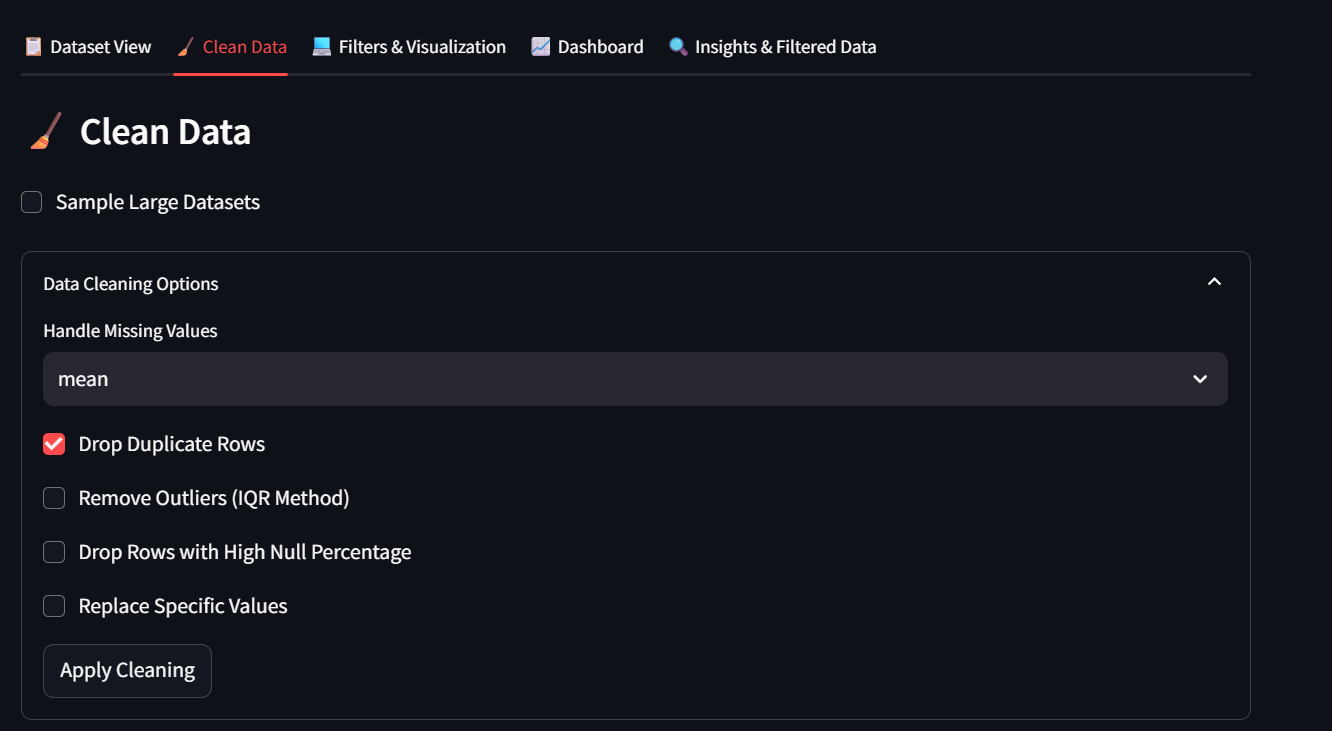 Dataset View Clean Data Filters & Visualization Dashboard Insights & Filtered Data
Clean Data
Sample Large Datasets
Data Cleaning Options
Handle Missing Values
mean
Drop Duplicate Rows
Remove Outliers (IQR Method)
Drop Rows with High Null Percentage
Replace Specific Values
Apply Cleaning